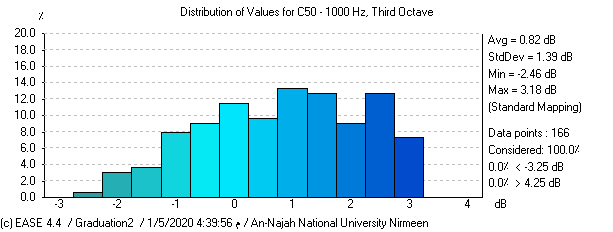 Distribution of Values for C50 - 1000 Hz, Third Octave
%
20.0
18.0
16.0
14.0
12.0
10.0
8.0
6.0
4.0
2.0
0.0
-3 -2 -1 0 1 2 3 4 dB
Avg = 0.82 dB
StdDev = 1.39 dB
Min = -2.46 dB
Max = 3.18 dB
(Standard Mapping)
Data points : 166
Considered: 100.0%
0.0% < -3.25 dB
0.0% > 4.25 dB
(c) EASE 4.4 / Graduation2 / 1/5/2020 4:39:56 م / An-Najah National University Nirmeen